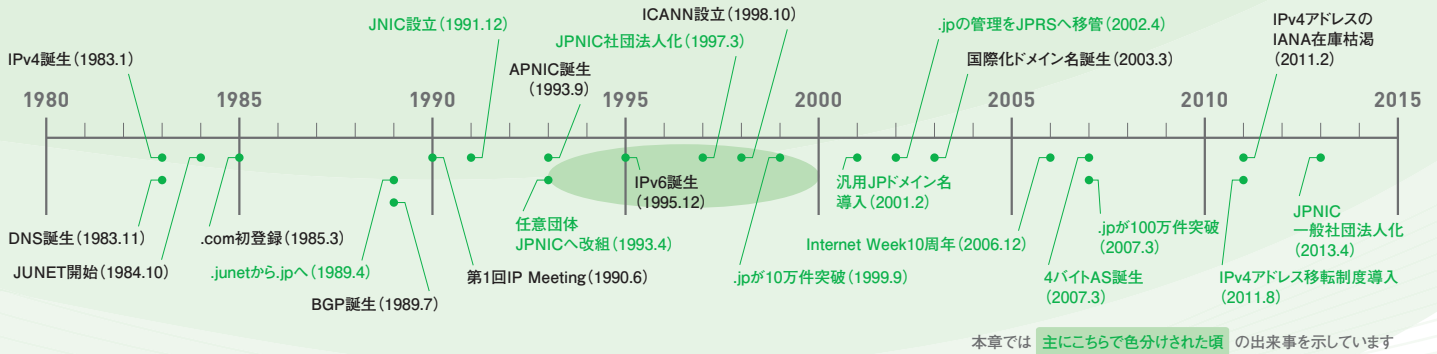 JNIC設立（1991.12）
ICANN設立（1998.10）
JPNIC社団法人化（1997.3）
.jpの管理をJPRSへ移管（2002.4）
IPv4アドレスの
IANA在庫枯渇
（2011.2）
IPv4誕生（1983.1）
APNIC誕生
（1993.9）
国際化ドメイン名誕生（2003.3）
1980
1985
1990
1995
2000
2005
2010
2015
IPv6誕生
（1995.12）
汎用JPドメイン名
導入（2001.2）
DNS誕生（1983.11）
.com初登録（1985.3）
任意団体
JPNICへ改組（1993.4）
Internet Week10周年（2006.12）
.jpが100万件突破
（2007.3）
JPNIC
一般社団法人化
（2013.4）
JUNET開始（1984.10）
.junetから.jpへ（1989.4）
第1回IP Meeting（1990.6）
.jpが10万件突破（1999.9）
4バイトAS誕生
（2007.3）
IPv4アドレス移転制度導入
（2011.8）
BGP誕生（1989.7）
本章では 主にこちらで色分けされた頃 の出来事を示しています